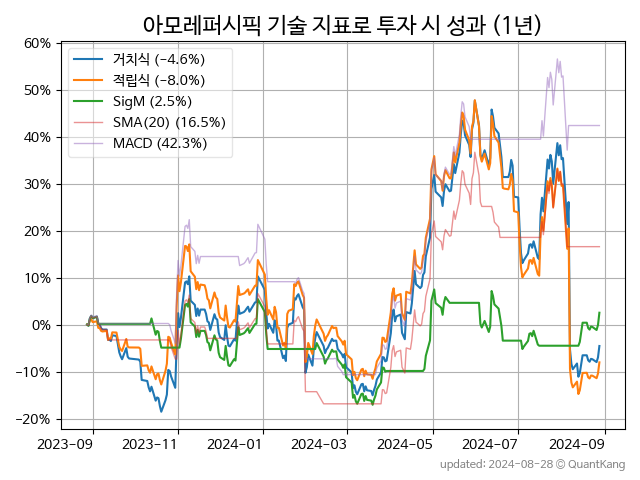 아모레퍼시픽 기술 지표로 투자 시 성과 (1년)
60%
50%
40%
30%
20%
10%
0%
−10%
−20%
거치식 (−4.6%)
적립식 (−8.0%)
SigM (2.5%)
SMA(20) (16.5%)
MACD (42.3%)
2023−09
2023−11
2024−01
2024−03
2024−05
2024−07
2024−09
updated: 2024-08-28 © QuantKang